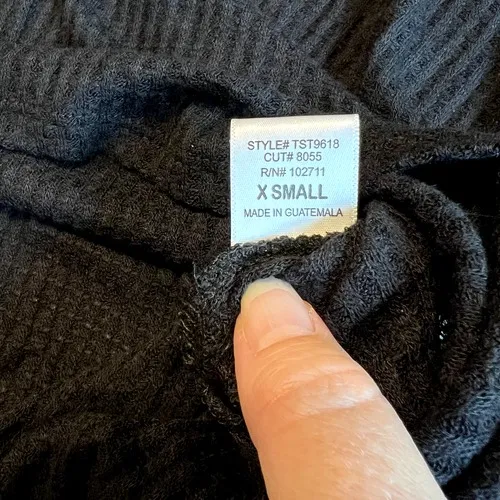 STYLE# TST9618
CUT# 8055
R/N# 102711
X SMALL
MADE IN GUATEMALA